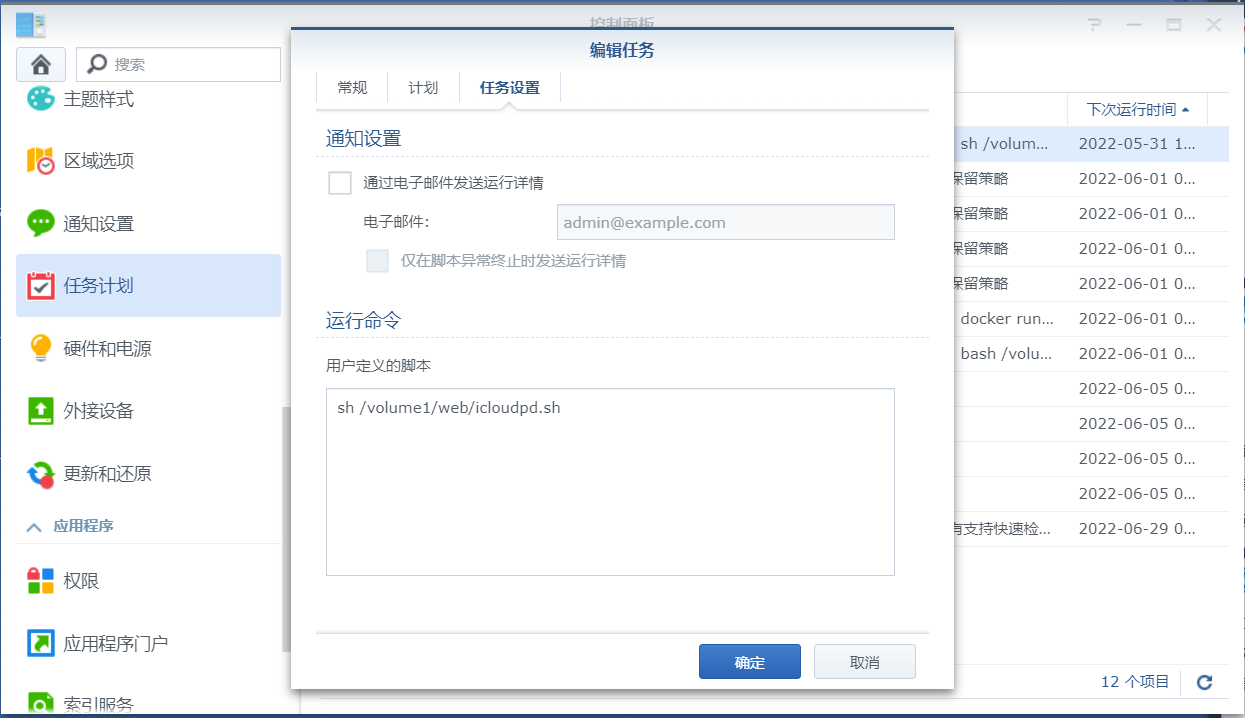 控制面板
编辑任务
搜索
主题样式
区域选项
通知设置
任务计划
硬件和电源
外接设备
更新和还原
应用程序
权限
应用程序门户
索引服务
常规
计划
任务设置
通知设置
通过电子邮件发送运行详情
电子邮件:
admin@example.com
仅在脚本异常终止时发送运行详情
运行命令
用户定义的脚本
sh /volume1/web/icloudpd.sh
确定
取消
下次运行时间
sh /volum... 2022-05-31 1...
保留策略 2022-06-01 0...
保留策略 2022-06-01 0...
保留策略 2022-06-01 0...
保留策略 2022-06-01 0...
docker run... 2022-06-01 0...
bash /volu... 2022-06-01 0...
2022-06-05 0...
2022-06-05 0...
2022-06-05 0...
2022-06-05 0...
有支持快速检... 2022-06-29 0...
12 个项目